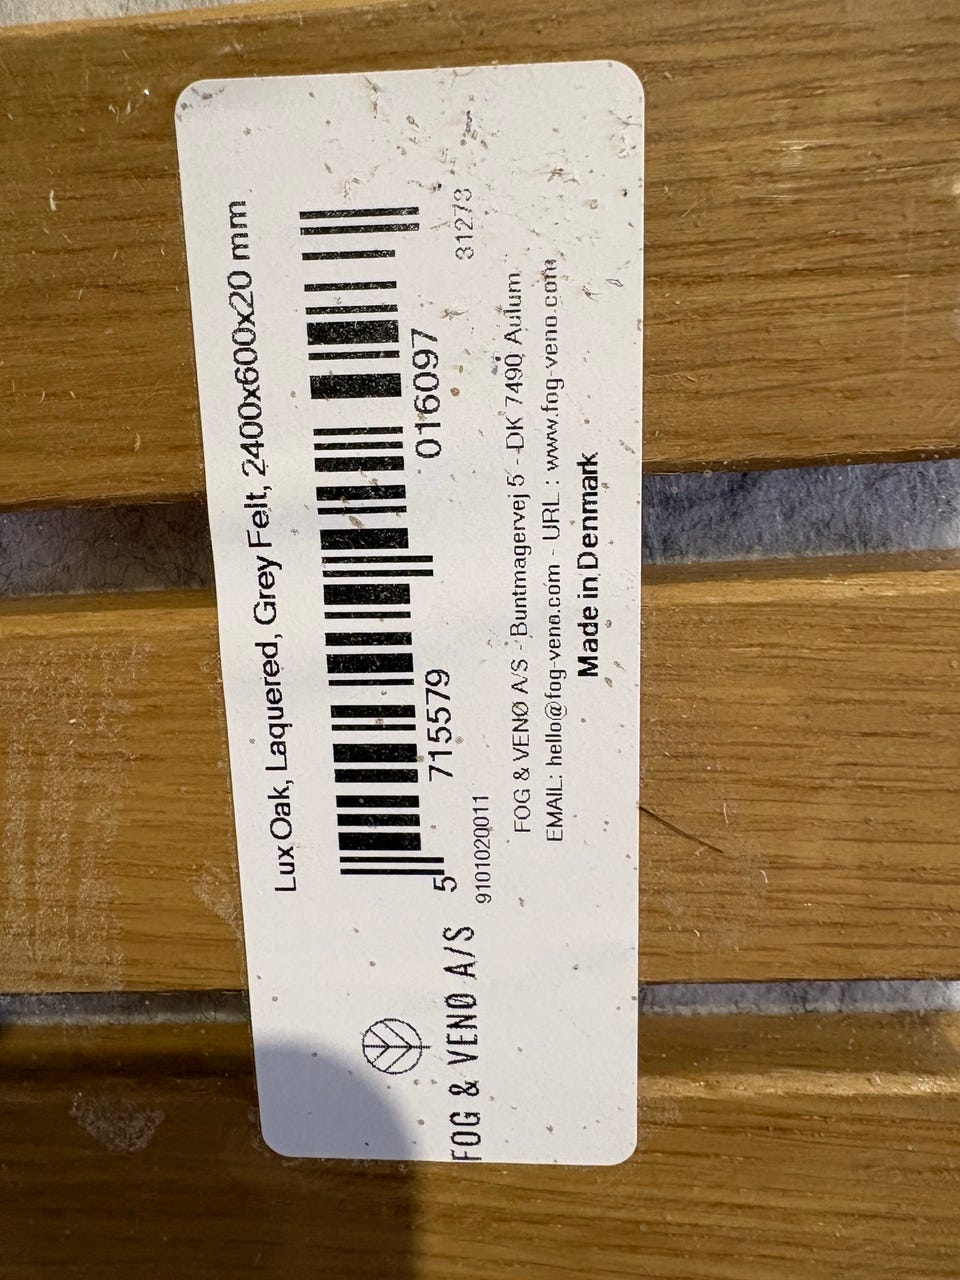 Lux Oak, Laquered, Grey Felt, 2400x600x20 mm
5 715579 016097
9101020011 31273
FOG & VENØ A/S
FOG & VENØ A/S - Buntmagervej 5 - DK 7490 Aulum
EMAIL: hello@fog-veno.com - URL : www.fog-veno.com
Made in Denmark